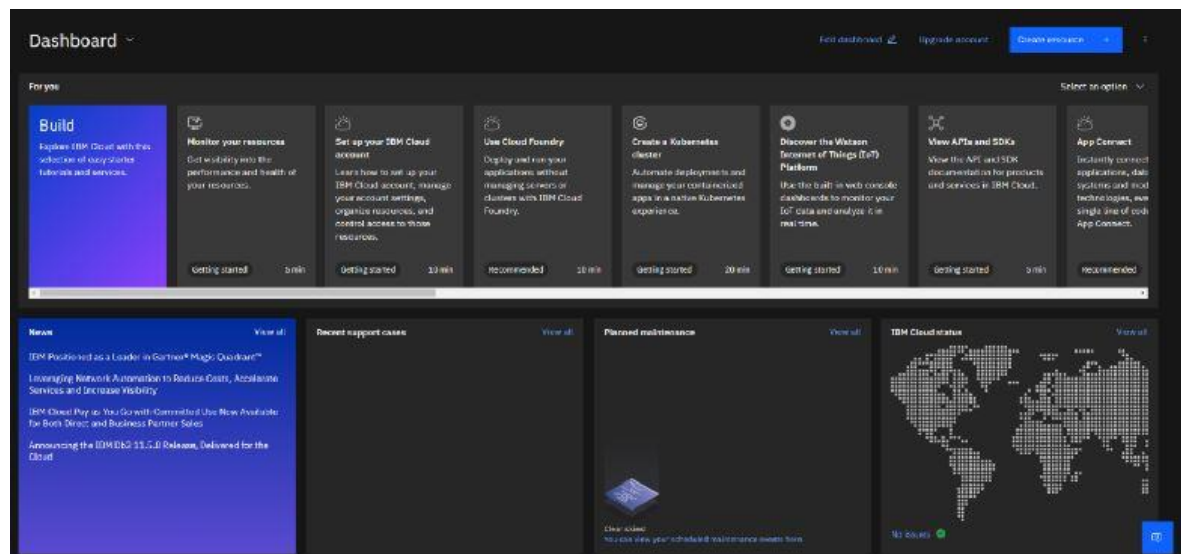 Dashboard
Edit dashboard
Upgrade account
Create resource +
For you
Select an option
Build
Explore IBM Cloud with this
selection of easy starter
tutorials and services.
Monitor your resources
Get visibility into the
performance and health of
your resources.
Getting started 5 min
Set up your IBM Cloud
account
Learn how to set up your
IBM Cloud account, manage
your account settings,
organize resources, and
control access to those
resources.
Getting started 10 min
Use Cloud Foundry
Deploy and run your
applications without
managing servers or
clusters with IBM Cloud
Foundry.
Recommended 10 min
Create a Kubernetes
cluster
Automate deployments and
manage your containerized
apps in a native Kubernetes
experience.
Getting started 20 min
Discover the Watson
Internet of Things (IoT)
Platform
Use the built in web console
dashboards to monitor your
IoT data and analyze it in
real time.
Getting started 10 min
View APIs and SDKs
View the API and SDK
documentation for products
and services in IBM Cloud.
Getting started 5 min
App Connect
Instantly connect
applications, data
systems and mod
technologies, eve
single line of code
App Connect.
Recommended
News View all
IBM Positioned as a Leader in Gartner® Magic Quadrant™
Leveraging Network Automation to Reduce Costs, Accelerate
Services and Increase Visibility
IBM Cloud Pay as You Go with Committed Use Now Available
for Both Direct and Business Partner Sales
Announcing the IBM Db2 11.5.8 Release, Delivered for the
Cloud
Recent support cases View all
Planned maintenance View all
Clear skies!
You can view your scheduled maintenance events here
IBM Cloud status View all
No issues